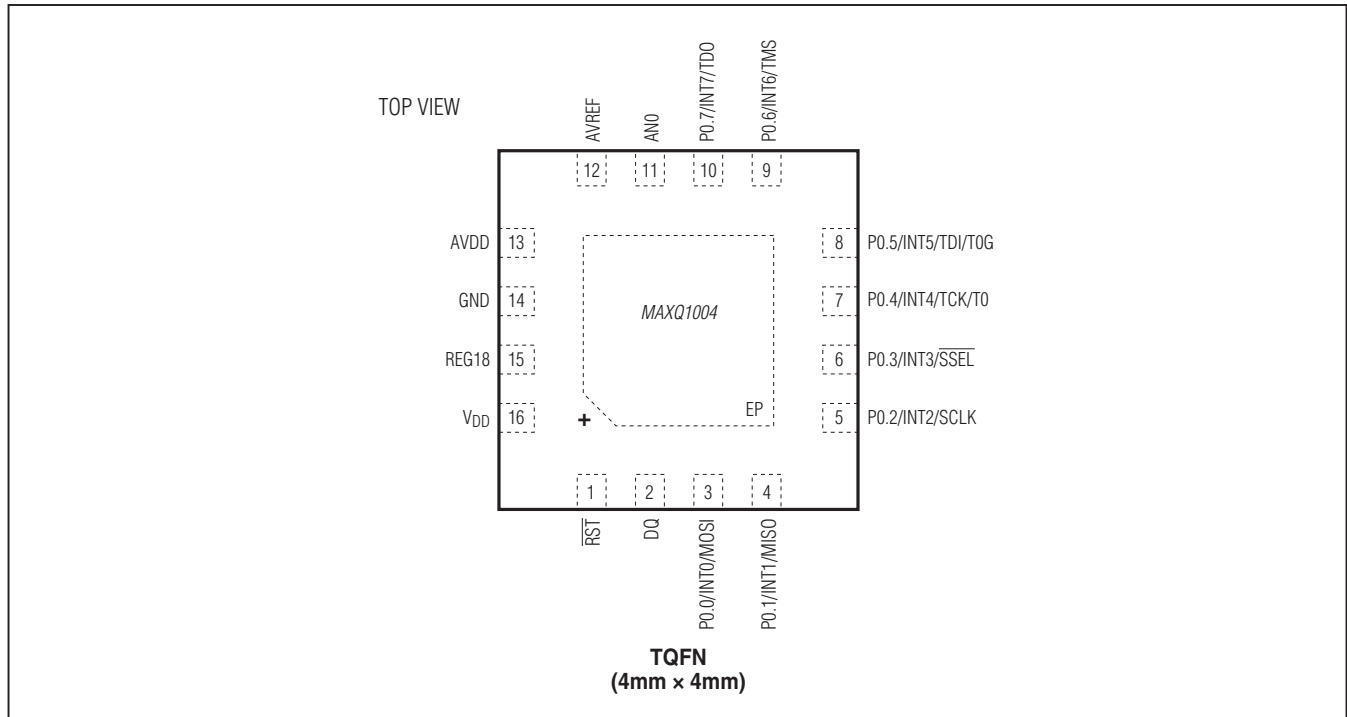 TOP VIEW
AVREF
AN0
P0.7/INT7/TDO
P0.6/INT6/TMS
12
11
10
9
AVDD 13
8 P0.5/INT5/TDI/T0G
GND 14
7 P0.4/INT4/TCK/T0
MAXQ1004
REG18 15
6 P0.3/INT3/S̅S̅E̅L̅
VDD 16
+
EP
5 P0.2/INT2/SCLK
1
2
3
4
R̅S̅T̅
DQ
P0.0/INT0/MOSI
P0.1/INT1/MISO
TQFN
(4mm × 4mm)